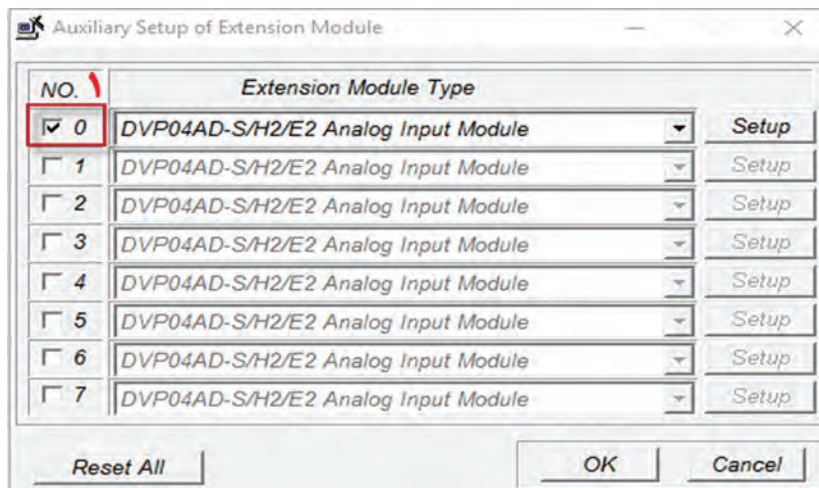 Auxiliary Setup of Extension Module
NO. Extension Module Type
0 DVP04AD-S/H2/E2 Analog Input Module Setup
1 DVP04AD-S/H2/E2 Analog Input Module Setup
2 DVP04AD-S/H2/E2 Analog Input Module Setup
3 DVP04AD-S/H2/E2 Analog Input Module Setup
4 DVP04AD-S/H2/E2 Analog Input Module Setup
5 DVP04AD-S/H2/E2 Analog Input Module Setup
6 DVP04AD-S/H2/E2 Analog Input Module Setup
7 DVP04AD-S/H2/E2 Analog Input Module Setup
Reset All OK Cancel